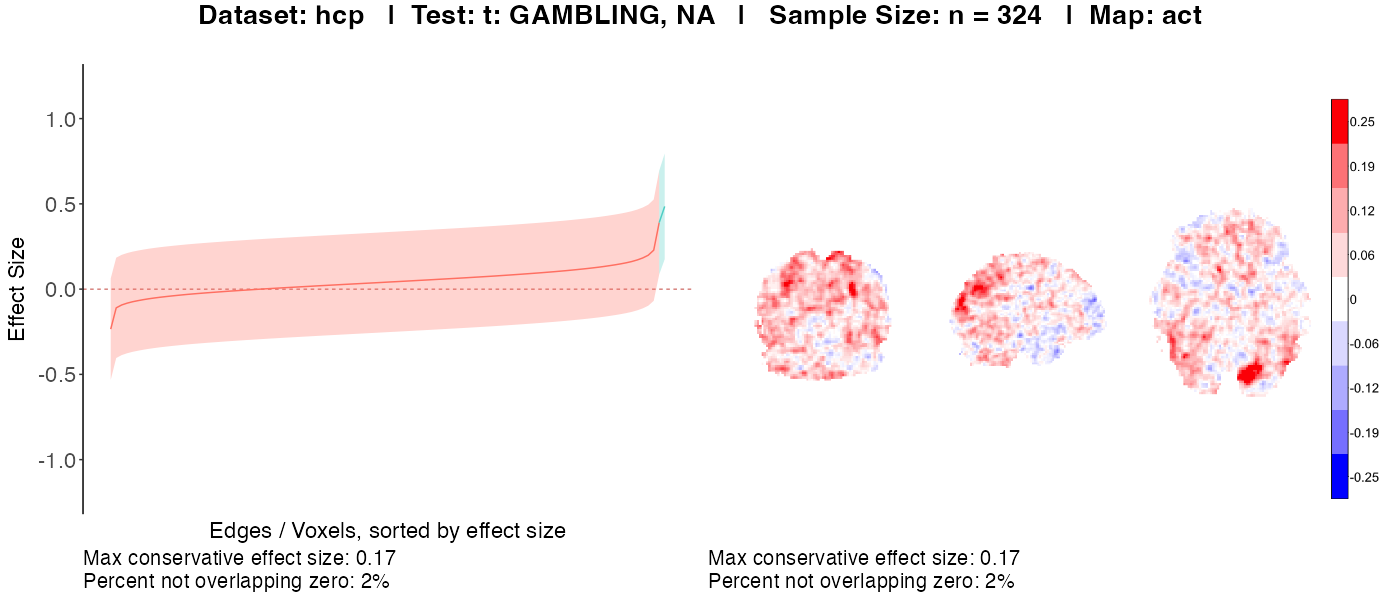 Dataset: hcp | Test: t: GAMBLING, NA | Sample Size: n = 324 | Map: act
Effect Size
1.0
0.5
0.0
-0.5
-1.0
Edges / Voxels, sorted by effect size
Max conservative effect size: 0.17
Percent not overlapping zero: 2%
0.25
0.19
0.12
0.06
0
-0.06
-0.12
-0.19
-0.25
Max conservative effect size: 0.17
Percent not overlapping zero: 2%